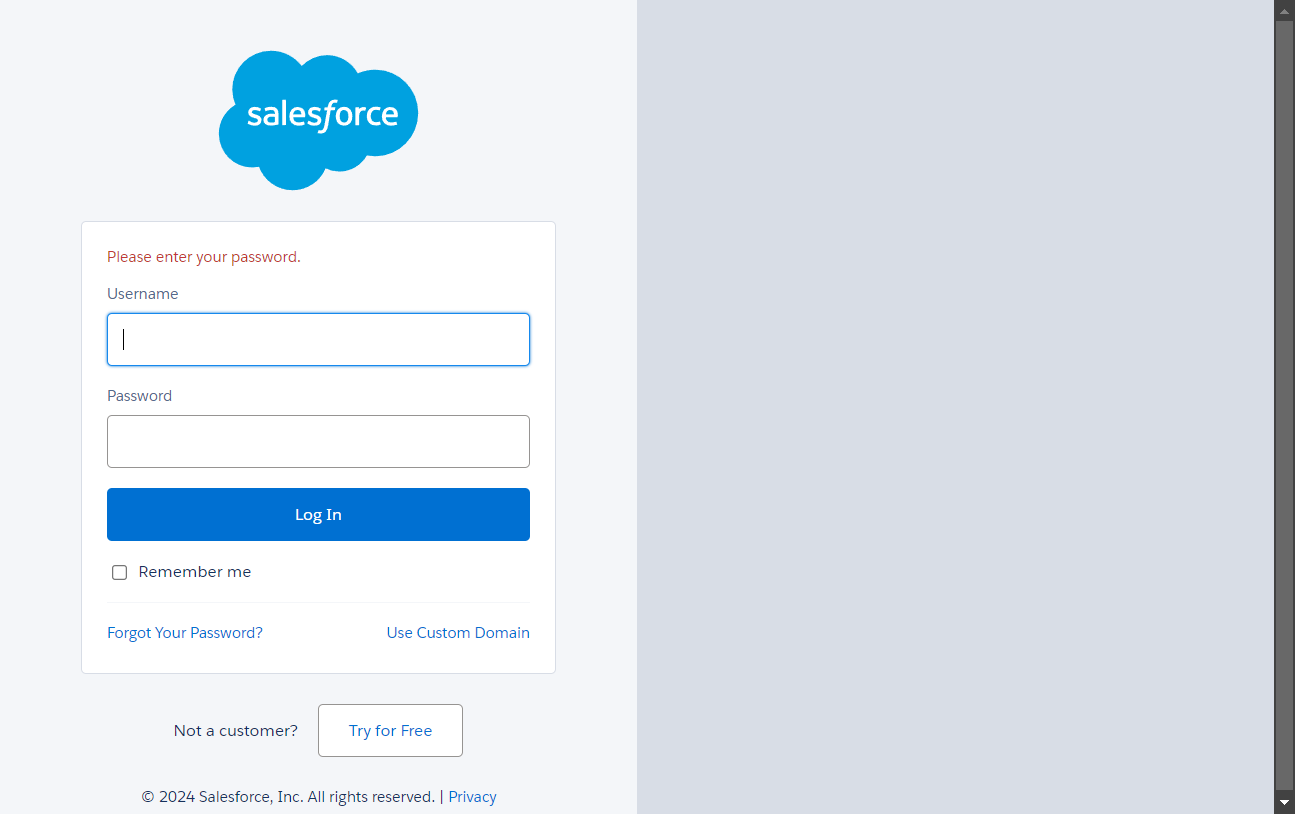 salesforce
Please enter your password.
Username
Password
Log In
Remember me
Forgot Your Password? Use Custom Domain
Not a customer? Try for Free
© 2024 Salesforce, Inc. All rights reserved. | Privacy